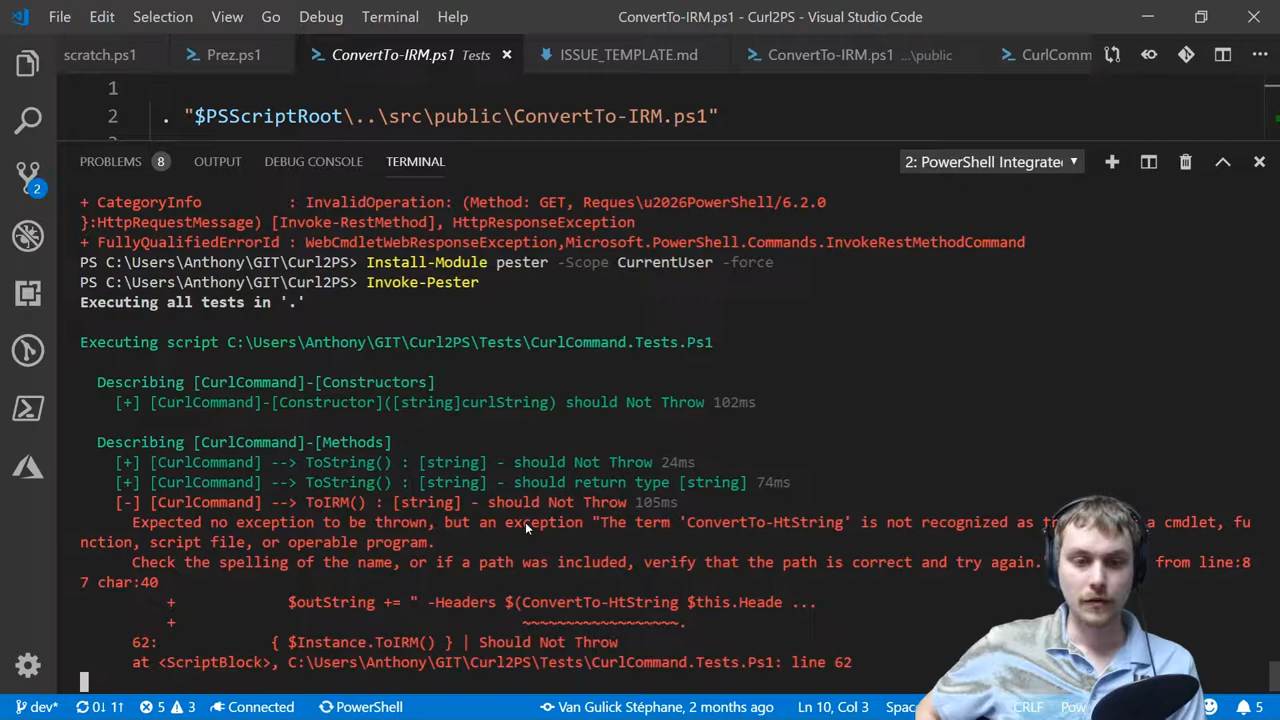 File Edit Selection View Go Debug Terminal Help ConvertTo-IRM.ps1 - Curl2PS - Visual Studio Code
scratch.ps1 Prez.ps1 ConvertTo-IRM.ps1 Tests ISSUE_TEMPLATE.md ConvertTo-IRM.ps1 ...\public CurlComm
1
2 . "$PSScriptRoot\..\src\public\ConvertTo-IRM.ps1"
PROBLEMS 8 OUTPUT DEBUG CONSOLE TERMINAL 2: PowerShell Integrate
+ CategoryInfo : InvalidOperation: (Method: GET, Reques\u2026PowerShell/6.2.0
}:HttpRequestMessage) [Invoke-RestMethod], HttpResponseException
+ FullyQualifiedErrorId : WebCmdletWebResponseException,Microsoft.PowerShell.Commands.InvokeRestMethodCommand
PS C:\Users\Anthony\GIT\Curl2PS> Install-Module pester -Scope CurrentUser -force
PS C:\Users\Anthony\GIT\Curl2PS> Invoke-Pester
Executing all tests in '.'
Executing script C:\Users\Anthony\GIT\Curl2PS\Tests\CurlCommand.Tests.Ps1
Describing [CurlCommand]-[Constructors]
[+] [CurlCommand]-[Constructor]([string]curlString) should Not Throw 102ms
Describing [CurlCommand]-[Methods]
[+] [CurlCommand] --> ToString() : [string] - should Not Throw 24ms
[+] [CurlCommand] --> ToString() : [string] - should return type [string] 74ms
[-] [CurlCommand] --> ToIRM() : [string] - should Not Throw 105ms
Expected no exception to be thrown, but an exception "The term 'ConvertTo-HtString' is not recognized as a cmdlet, fu
nction, script file, or operable program.
Check the spelling of the name, or if a path was included, verify that the path is correct and try again. from line:8
7 char:40
+ $outString += " -Headers $(ConvertTo-HtString $this.Heade ...
+ ~~~~~~~~~~~~~~~~~~.
62: { $Instance.ToIRM() } | Should Not Throw
at <ScriptBlock>, C:\Users\Anthony\GIT\Curl2PS\Tests\CurlCommand.Tests.Ps1: line 62
2
dev* 0↓ 1↑ 5 3 Connected PowerShell Van Gulick Stéphane, 2 months ago Ln 10, Col 3 Spac CRLF Pow 5